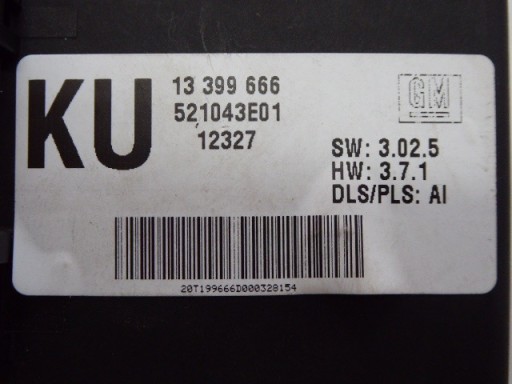 KU
13 399 666
521043E01
12327
GM
SW: 3.02.5
HW: 3.7.1
DLS/PLS: AI
20T199666D000328154